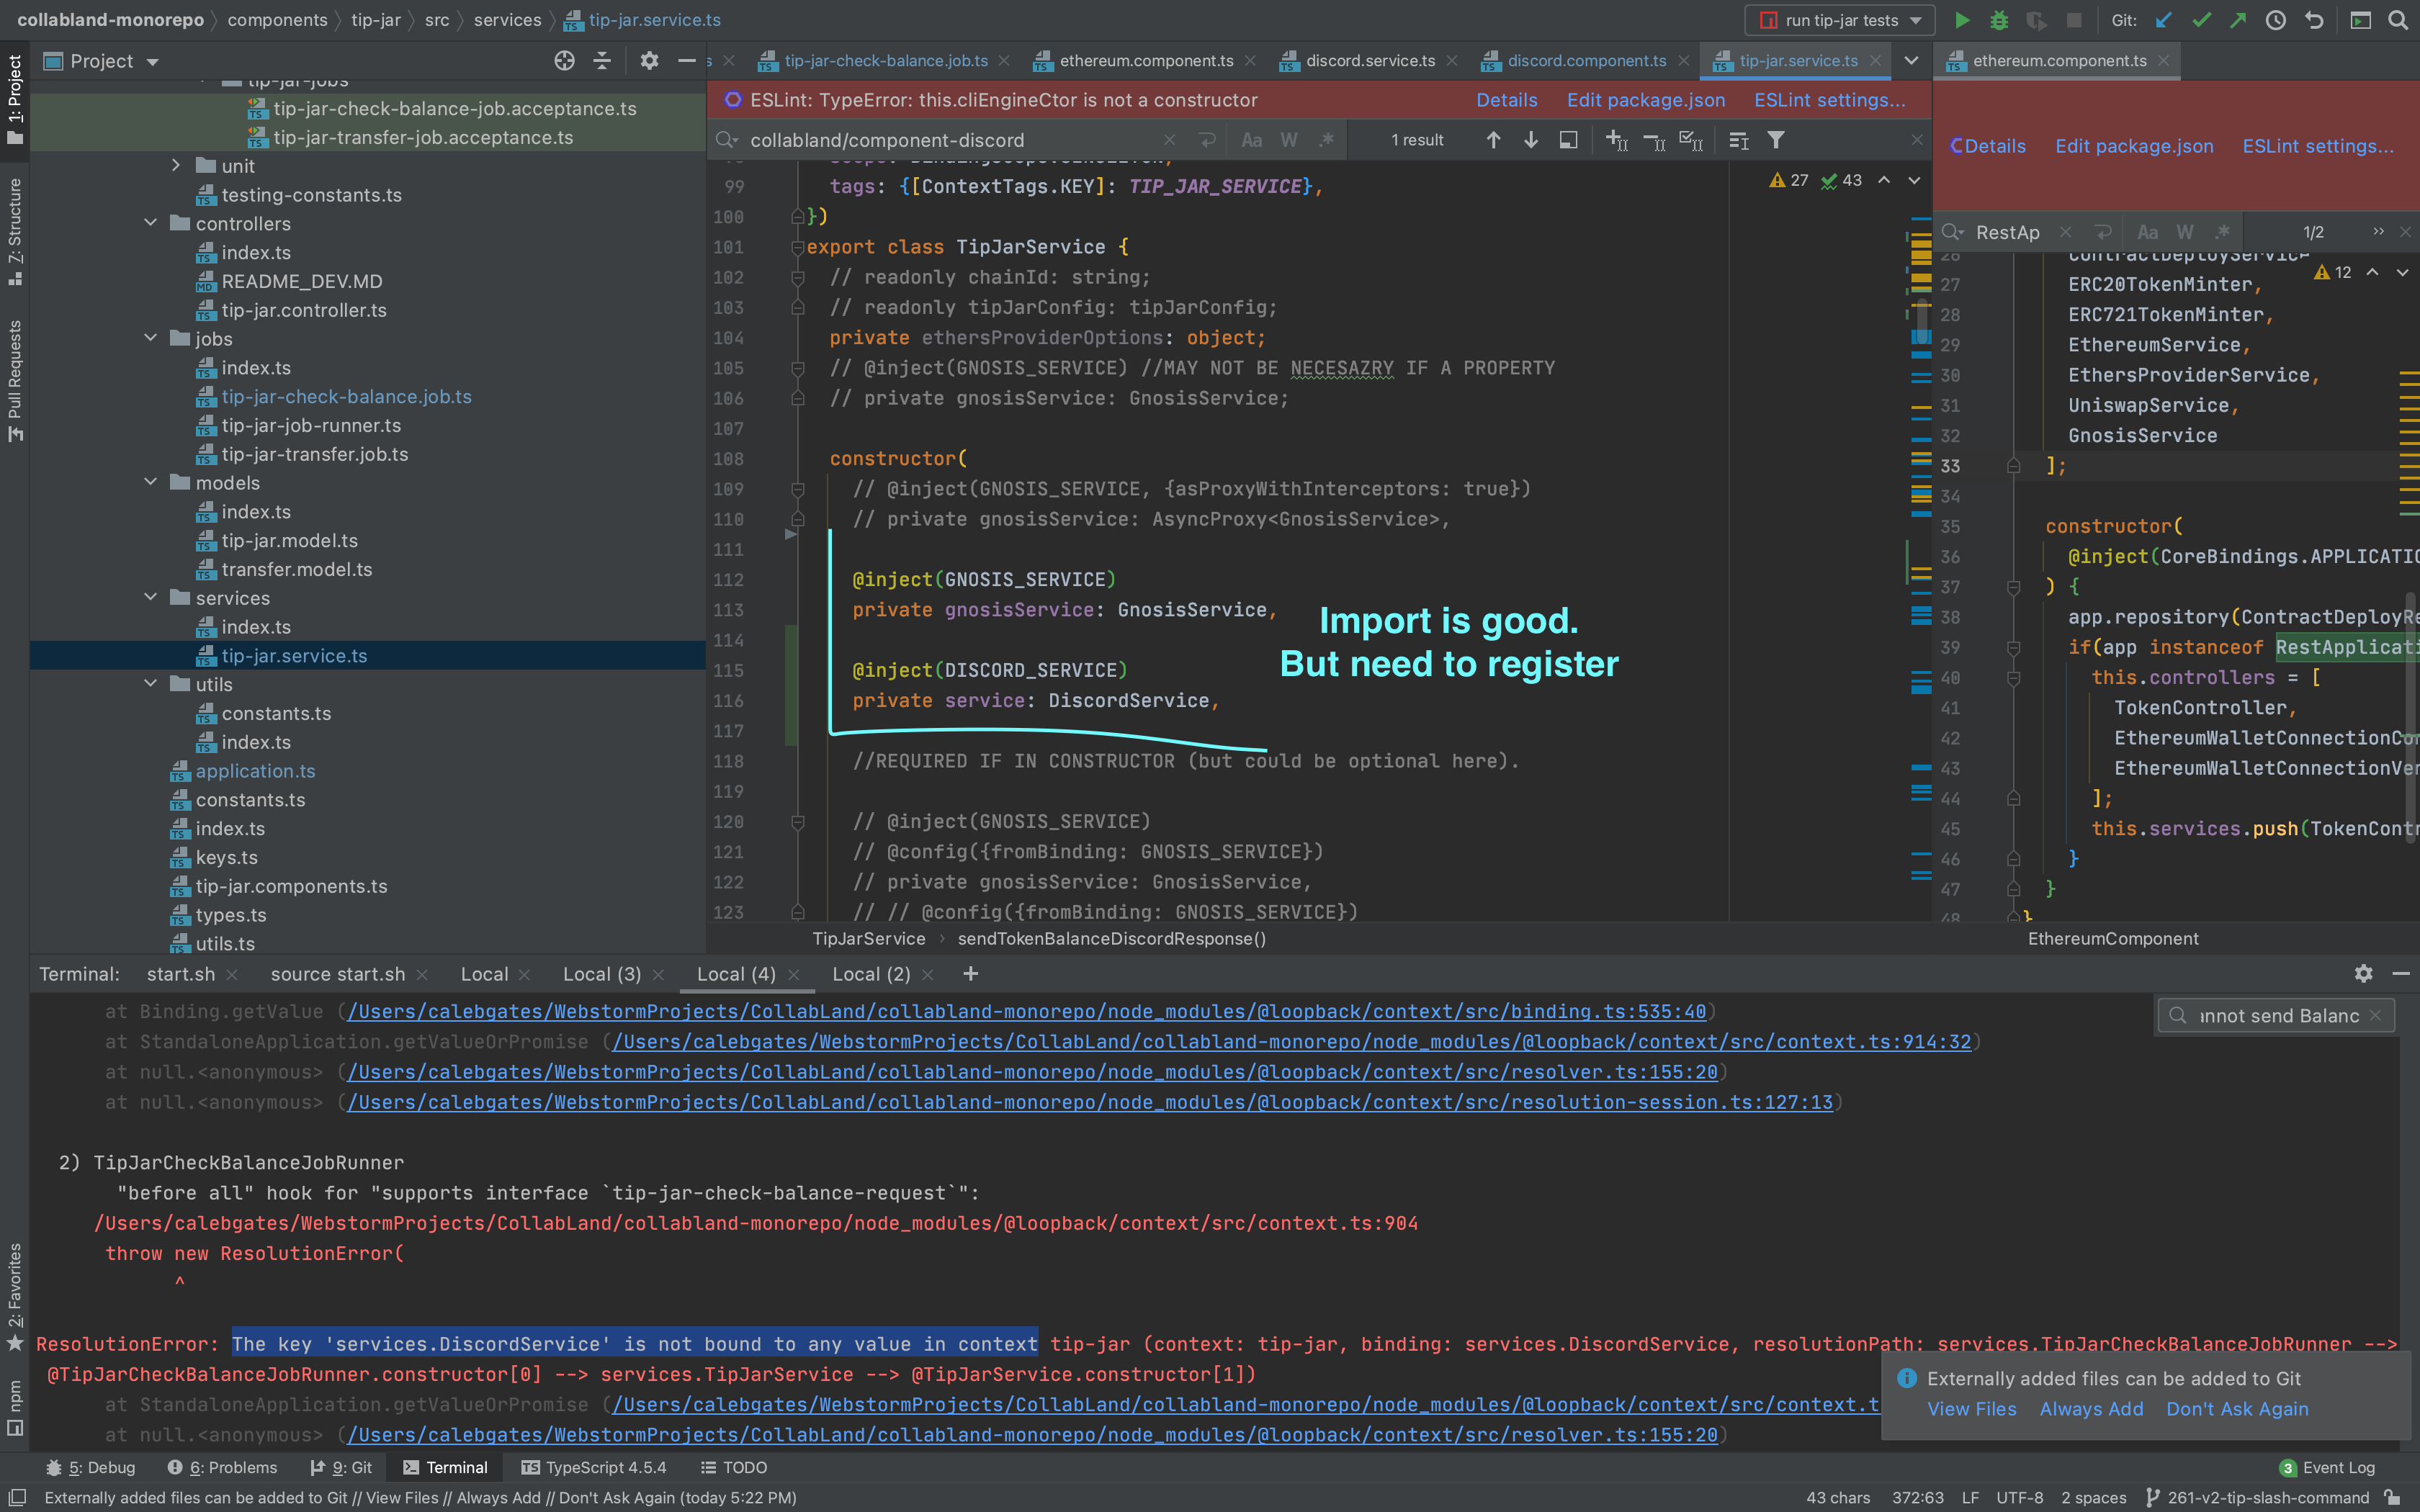 collabland-monorepo 〉 components 〉 tip-jar 〉 src 〉 services 〉 tip-jar.service.ts
run tip-jar tests
Git:
1: Project
7: Structure
Pull Requests
2: Favorites
npm
Project
tip-jar-jobs
tip-jar-check-balance-job.acceptance.ts
tip-jar-transfer-job.acceptance.ts
unit
testing-constants.ts
controllers
index.ts
README_DEV.MD
tip-jar.controller.ts
jobs
index.ts
tip-jar-check-balance.job.ts
tip-jar-job-runner.ts
tip-jar-transfer.job.ts
models
index.ts
tip-jar.model.ts
transfer.model.ts
services
index.ts
tip-jar.service.ts
utils
constants.ts
index.ts
application.ts
constants.ts
index.ts
keys.ts
tip-jar.components.ts
types.ts
utils.ts
tip-jar-check-balance.job.ts ethereum.component.ts discord.service.ts discord.component.ts tip-jar.service.ts
ESLint: TypeError: this.cliEngineCtor is not a constructor Details Edit package.json ESLint settings...
collabland/component-discord Aa W .* 1 result
27 43
99 tags: {[ContextTags.KEY]: TIP_JAR_SERVICE},
100 })
101 export class TipJarService {
102 // readonly chainId: string;
103 // readonly tipJarConfig: tipJarConfig;
104 private ethersProviderOptions: object;
105 // @inject(GNOSIS_SERVICE) //MAY NOT BE NECESAZRY IF A PROPERTY
106 // private gnosisService: GnosisService;
107
108 constructor(
109 // @inject(GNOSIS_SERVICE, {asProxyWithInterceptors: true})
110 // private gnosisService: AsyncProxy<GnosisService>,
111
112 @inject(GNOSIS_SERVICE)
113 private gnosisService: GnosisService,
114
115 @inject(DISCORD_SERVICE)
116 private service: DiscordService,
117
118 //REQUIRED IF IN CONSTRUCTOR (but could be optional here).
119
120 // @inject(GNOSIS_SERVICE)
121 // @config({fromBinding: GNOSIS_SERVICE})
122 // private gnosisService: GnosisService,
123 // // @config({fromBinding: GNOSIS_SERVICE})
Import is good.
But need to register
TipJarService 〉 sendTokenBalanceDiscordResponse()
ethereum.component.ts
Details Edit package.json ESLint settings...
RestAp Aa W .* 1/2
12
26 ContractDeployService
27 ERC20TokenMinter,
28 ERC721TokenMinter,
29 EthereumService,
30 EthersProviderService,
31 UniswapService,
32 GnosisService
33 ];
34
35 constructor(
36 @inject(CoreBindings.APPLICATIO
37 ) {
38 app.repository(ContractDeployRe
39 if(app instanceof RestApplicati
40 this.controllers = [
41 TokenController,
42 EthereumWalletConnectionCo
43 EthereumWalletConnectionVer
44 ];
45 this.services.push(TokenContr
46 }
47 }
48 }
EthereumComponent
Terminal: start.sh source start.sh Local Local (3) Local (4) Local (2)
nnot send Balanc
at Binding.getValue (/Users/calebgates/WebstormProjects/CollabLand/collabland-monorepo/node_modules/@loopback/context/src/binding.ts:535:40)
at StandaloneApplication.getValueOrPromise (/Users/calebgates/WebstormProjects/CollabLand/collabland-monorepo/node_modules/@loopback/context/src/context.ts:914:32)
at null.<anonymous> (/Users/calebgates/WebstormProjects/CollabLand/collabland-monorepo/node_modules/@loopback/context/src/resolver.ts:155:20)
at null.<anonymous> (/Users/calebgates/WebstormProjects/CollabLand/collabland-monorepo/node_modules/@loopback/context/src/resolution-session.ts:127:13)
2) TipJarCheckBalanceJobRunner
"before all" hook for "supports interface `tip-jar-check-balance-request`":
/Users/calebgates/WebstormProjects/CollabLand/collabland-monorepo/node_modules/@loopback/context/src/context.ts:904
throw new ResolutionError(
^
ResolutionError: The key 'services.DiscordService' is not bound to any value in context tip-jar (context: tip-jar, binding: services.DiscordService, resolutionPath: services.TipJarCheckBalanceJobRunner -->
@TipJarCheckBalanceJobRunner.constructor[0] --> services.TipJarService --> @TipJarService.constructor[1])
at StandaloneApplication.getValueOrPromise (/Users/calebgates/WebstormProjects/CollabLand/collabland-monorepo/node_modules/@loopback/context/src/context.t
at null.<anonymous> (/Users/calebgates/WebstormProjects/CollabLand/collabland-monorepo/node_modules/@loopback/context/src/resolver.ts:155:20)
Externally added files can be added to Git
View Files Always Add Don't Ask Again
5: Debug 6: Problems 9: Git Terminal TypeScript 4.5.4 TODO 3 Event Log
Externally added files can be added to Git // View Files // Always Add // Don't Ask Again (today 5:22 PM) 43 chars 372:63 LF UTF-8 2 spaces 261-v2-tip-slash-command